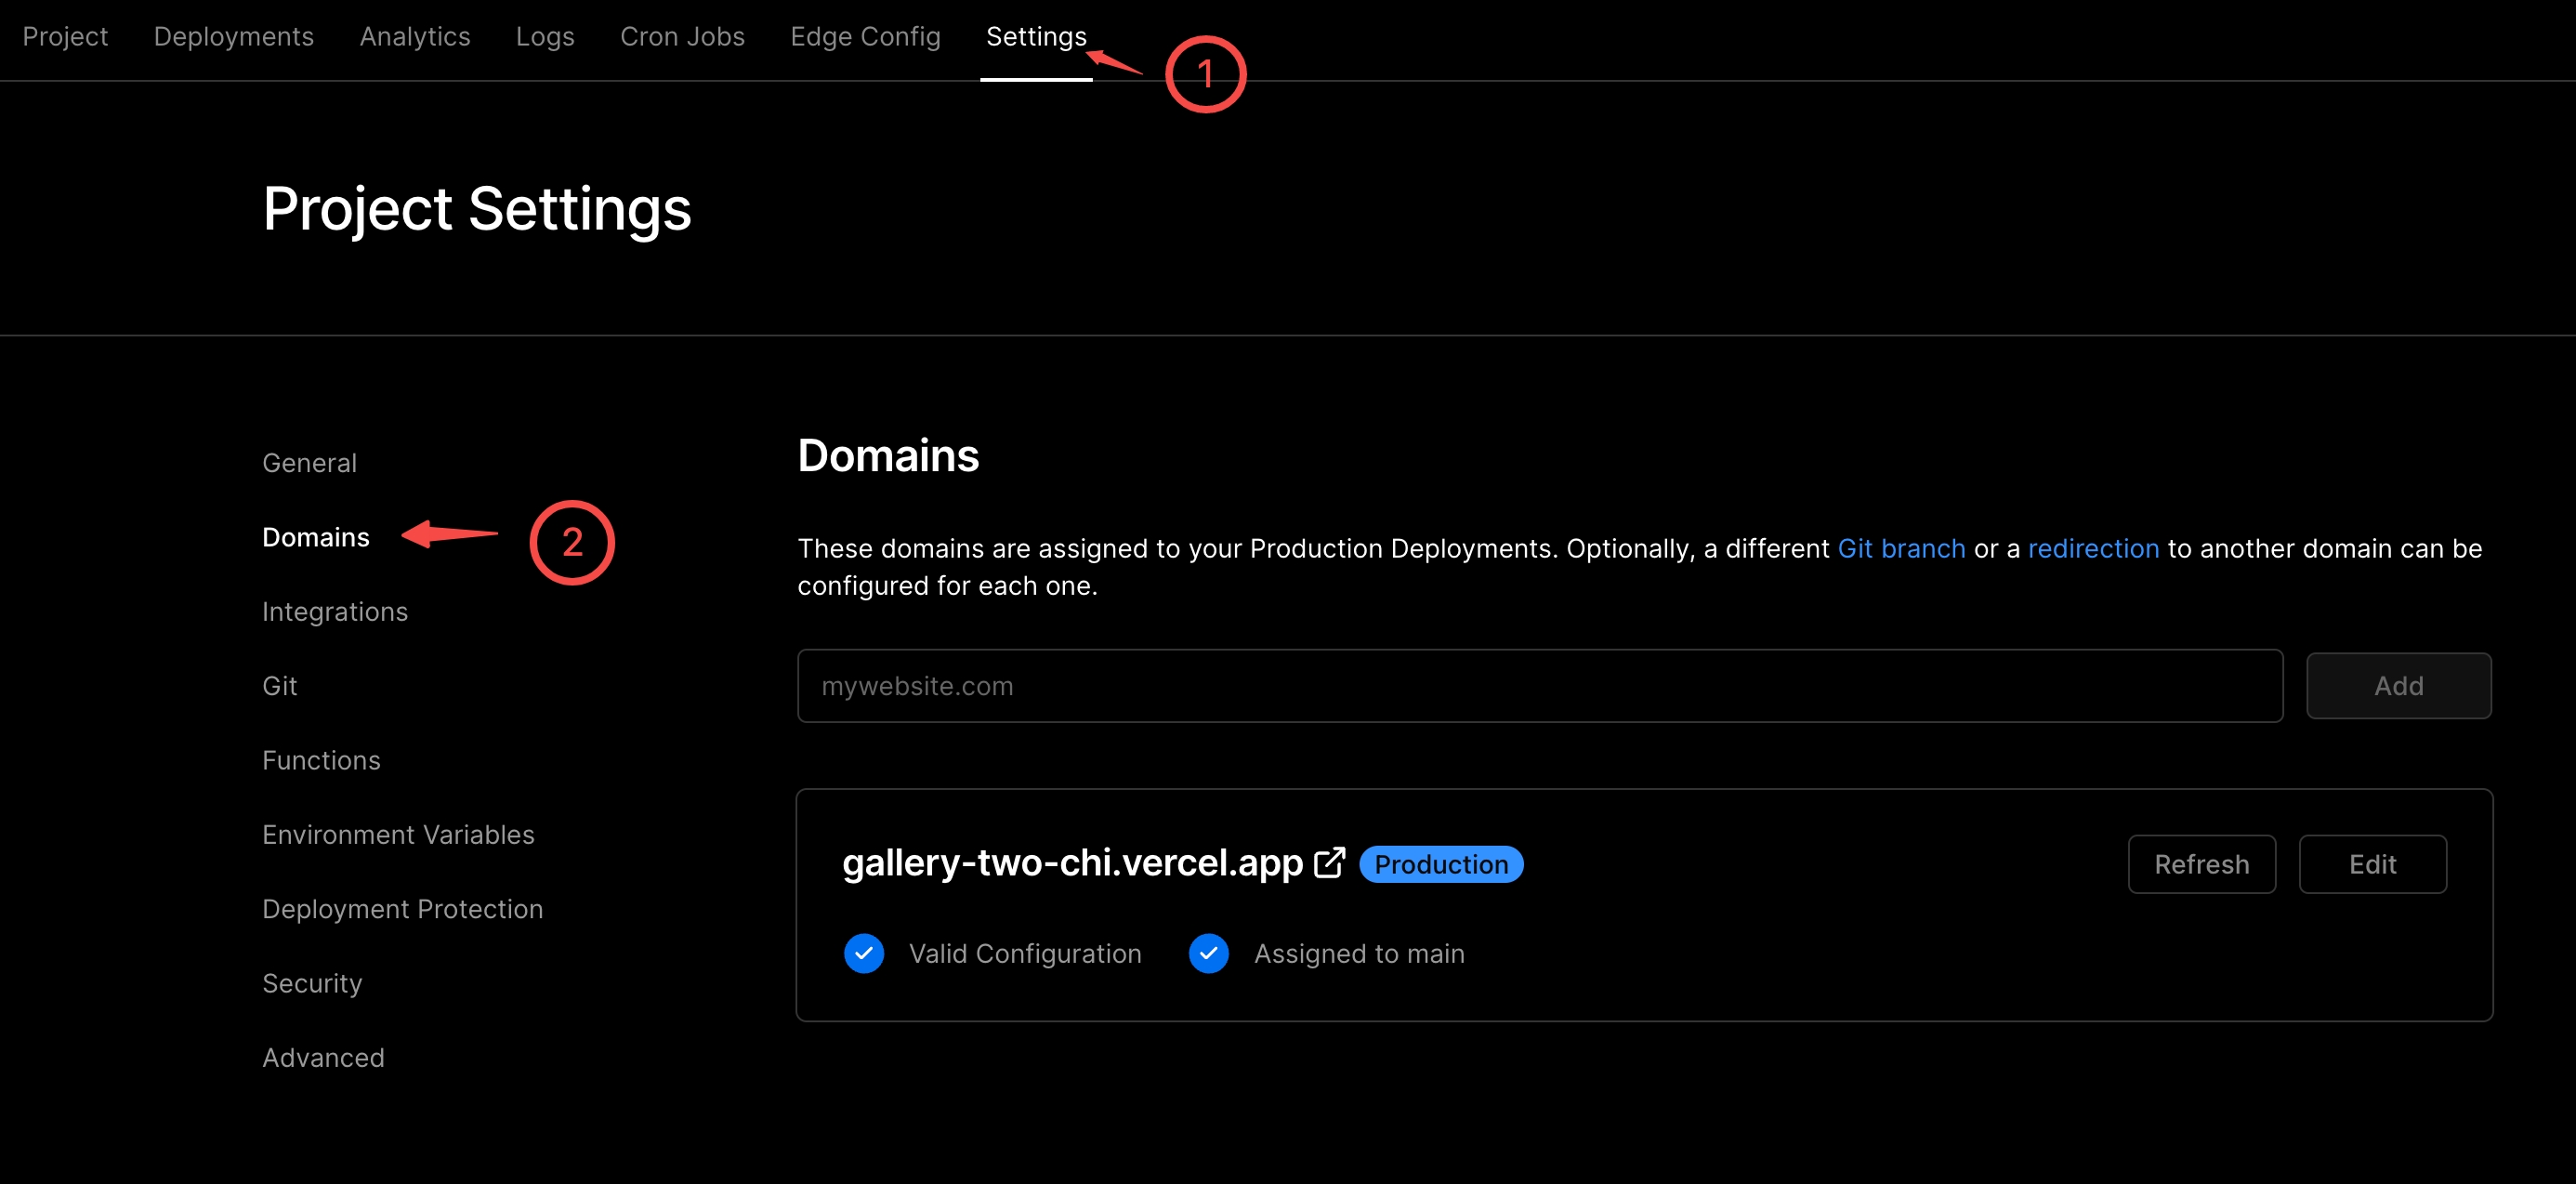 Project Deployments Analytics Logs Cron Jobs Edge Config Settings
1
Project Settings
General
Domains
2
Integrations
Git
Functions
Environment Variables
Deployment Protection
Security
Advanced
Domains
These domains are assigned to your Production Deployments. Optionally, a different Git branch or a redirection to another domain can be
configured for each one.
mywebsite.com
Add
gallery-two-chi.vercel.app Production
Refresh
Edit
Valid Configuration
Assigned to main